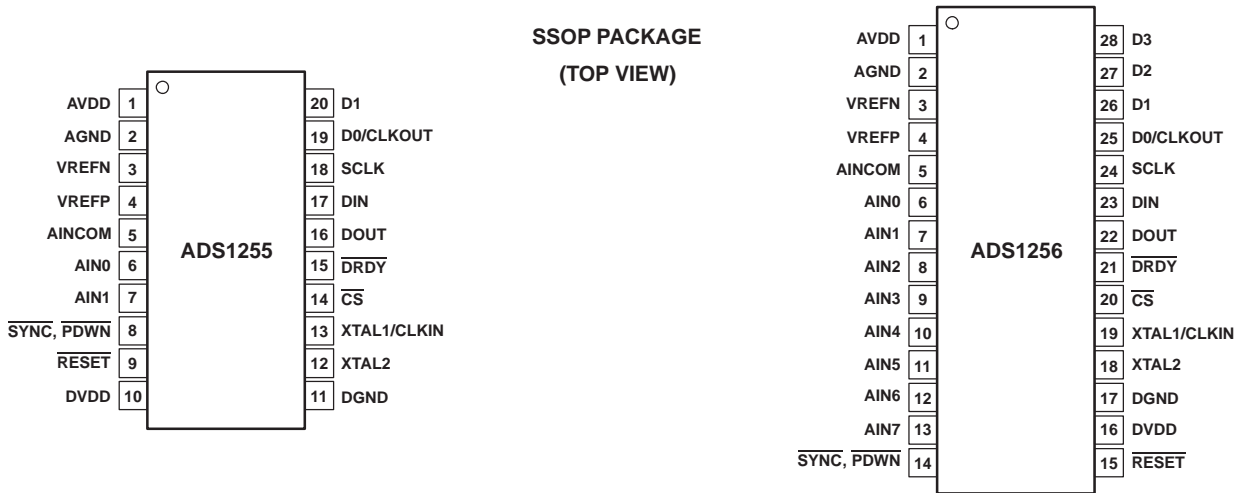 SSOP PACKAGE
(TOP VIEW)
ADS1255
AVDD 1
AGND 2
VREFN 3
VREFP 4
AINCOM 5
AIN0 6
AIN1 7
SYNC, PDWN 8
RESET 9
DVDD 10
20 D1
19 D0/CLKOUT
18 SCLK
17 DIN
16 DOUT
15 DRDY
14 CS
13 XTAL1/CLKIN
12 XTAL2
11 DGND
ADS1256
AVDD 1
AGND 2
VREFN 3
VREFP 4
AINCOM 5
AIN0 6
AIN1 7
AIN2 8
AIN3 9
AIN4 10
AIN5 11
AIN6 12
AIN7 13
SYNC, PDWN 14
28 D3
27 D2
26 D1
25 D0/CLKOUT
24 SCLK
23 DIN
22 DOUT
21 DRDY
20 CS
19 XTAL1/CLKIN
18 XTAL2
17 DGND
16 DVDD
15 RESET